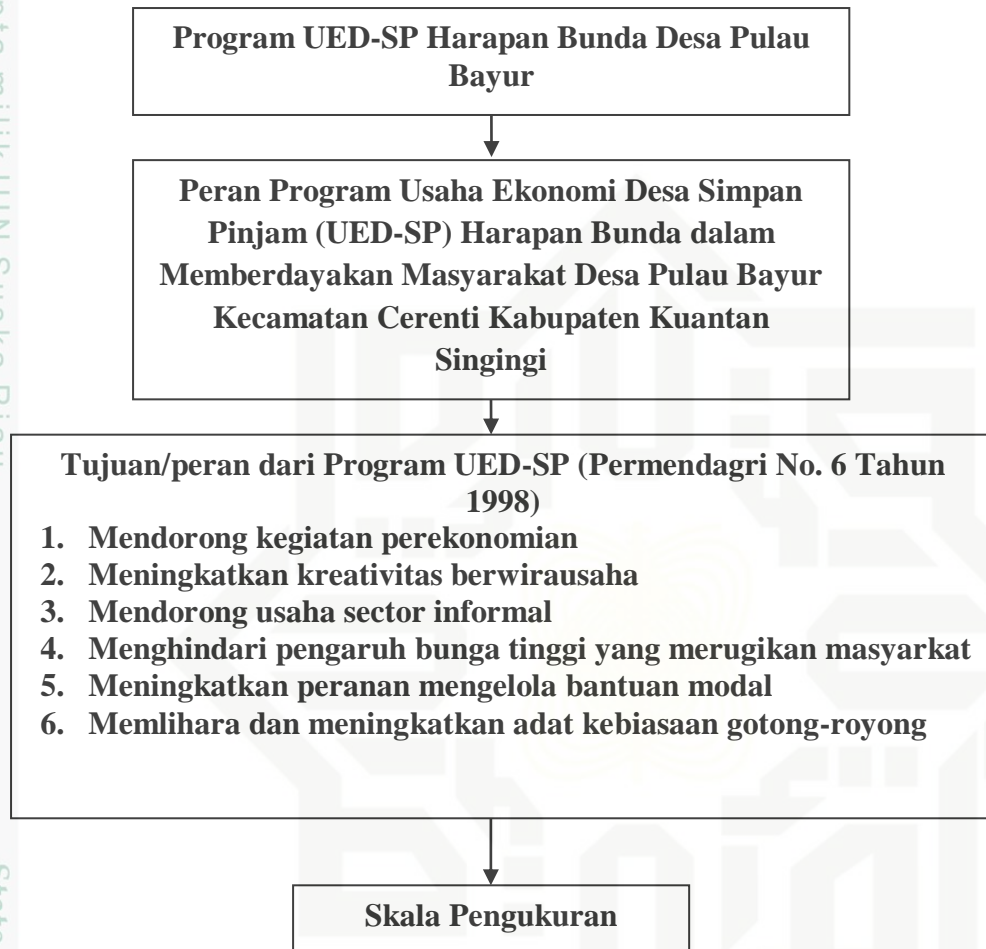 Program UED-SP Harapan Bunda Desa Pulau
Bayur
Peran Program Usaha Ekonomi Desa Simpan
Pinjam (UED-SP) Harapan Bunda dalam
Memberdayakan Masyarakat Desa Pulau Bayur
Kecamatan Cerenti Kabupaten Kuantan
Singingi
Tujuan/peran dari Program UED-SP (Permendagri No. 6 Tahun
1998)
1. Mendorong kegiatan perekonomian
2. Meningkatkan kreativitas berwirausaha
3. Mendorong usaha sector informal
4. Menghindari pengaruh bunga tinggi yang merugikan masyarkat
5. Meningkatkan peranan mengelola bantuan modal
6. Memlihara dan meningkatkan adat kebiasaan gotong-royong
Skala Pengukuran
milik UIN Suska